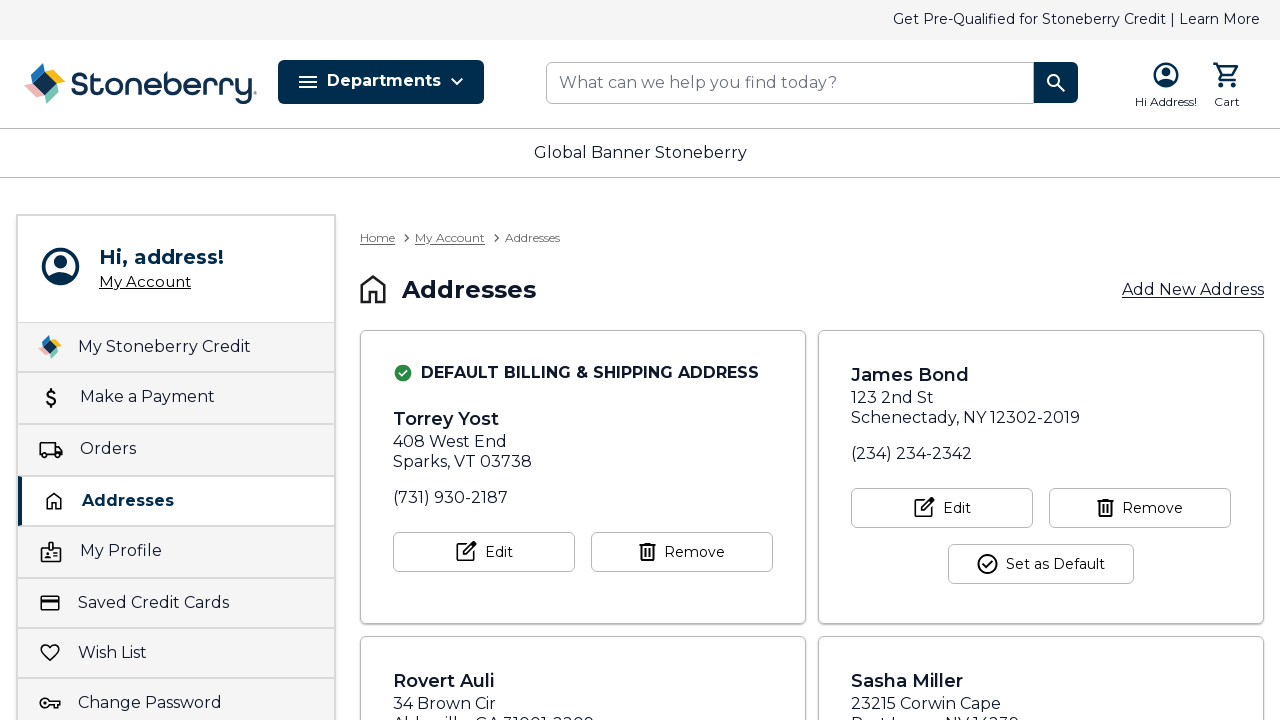 Get Pre-Qualified for Stoneberry Credit | Learn More
Stoneberry
Departments
What can we help you find today?
Hi Address!
Cart
Global Banner Stoneberry
Hi, address!
My Account
My Stoneberry Credit
Make a Payment
Orders
Addresses
My Profile
Saved Credit Cards
Wish List
Change Password
Home > My Account > Addresses
Addresses
Add New Address
DEFAULT BILLING & SHIPPING ADDRESS
Torrey Yost
408 West End
Sparks, VT 03738
(731) 930-2187
Edit
Remove
James Bond
123 2nd St
Schenectady, NY 12302-2019
(234) 234-2342
Edit
Remove
Set as Default
Rovert Auli
34 Brown Cir
Sasha Miller
23215 Corwin Cape